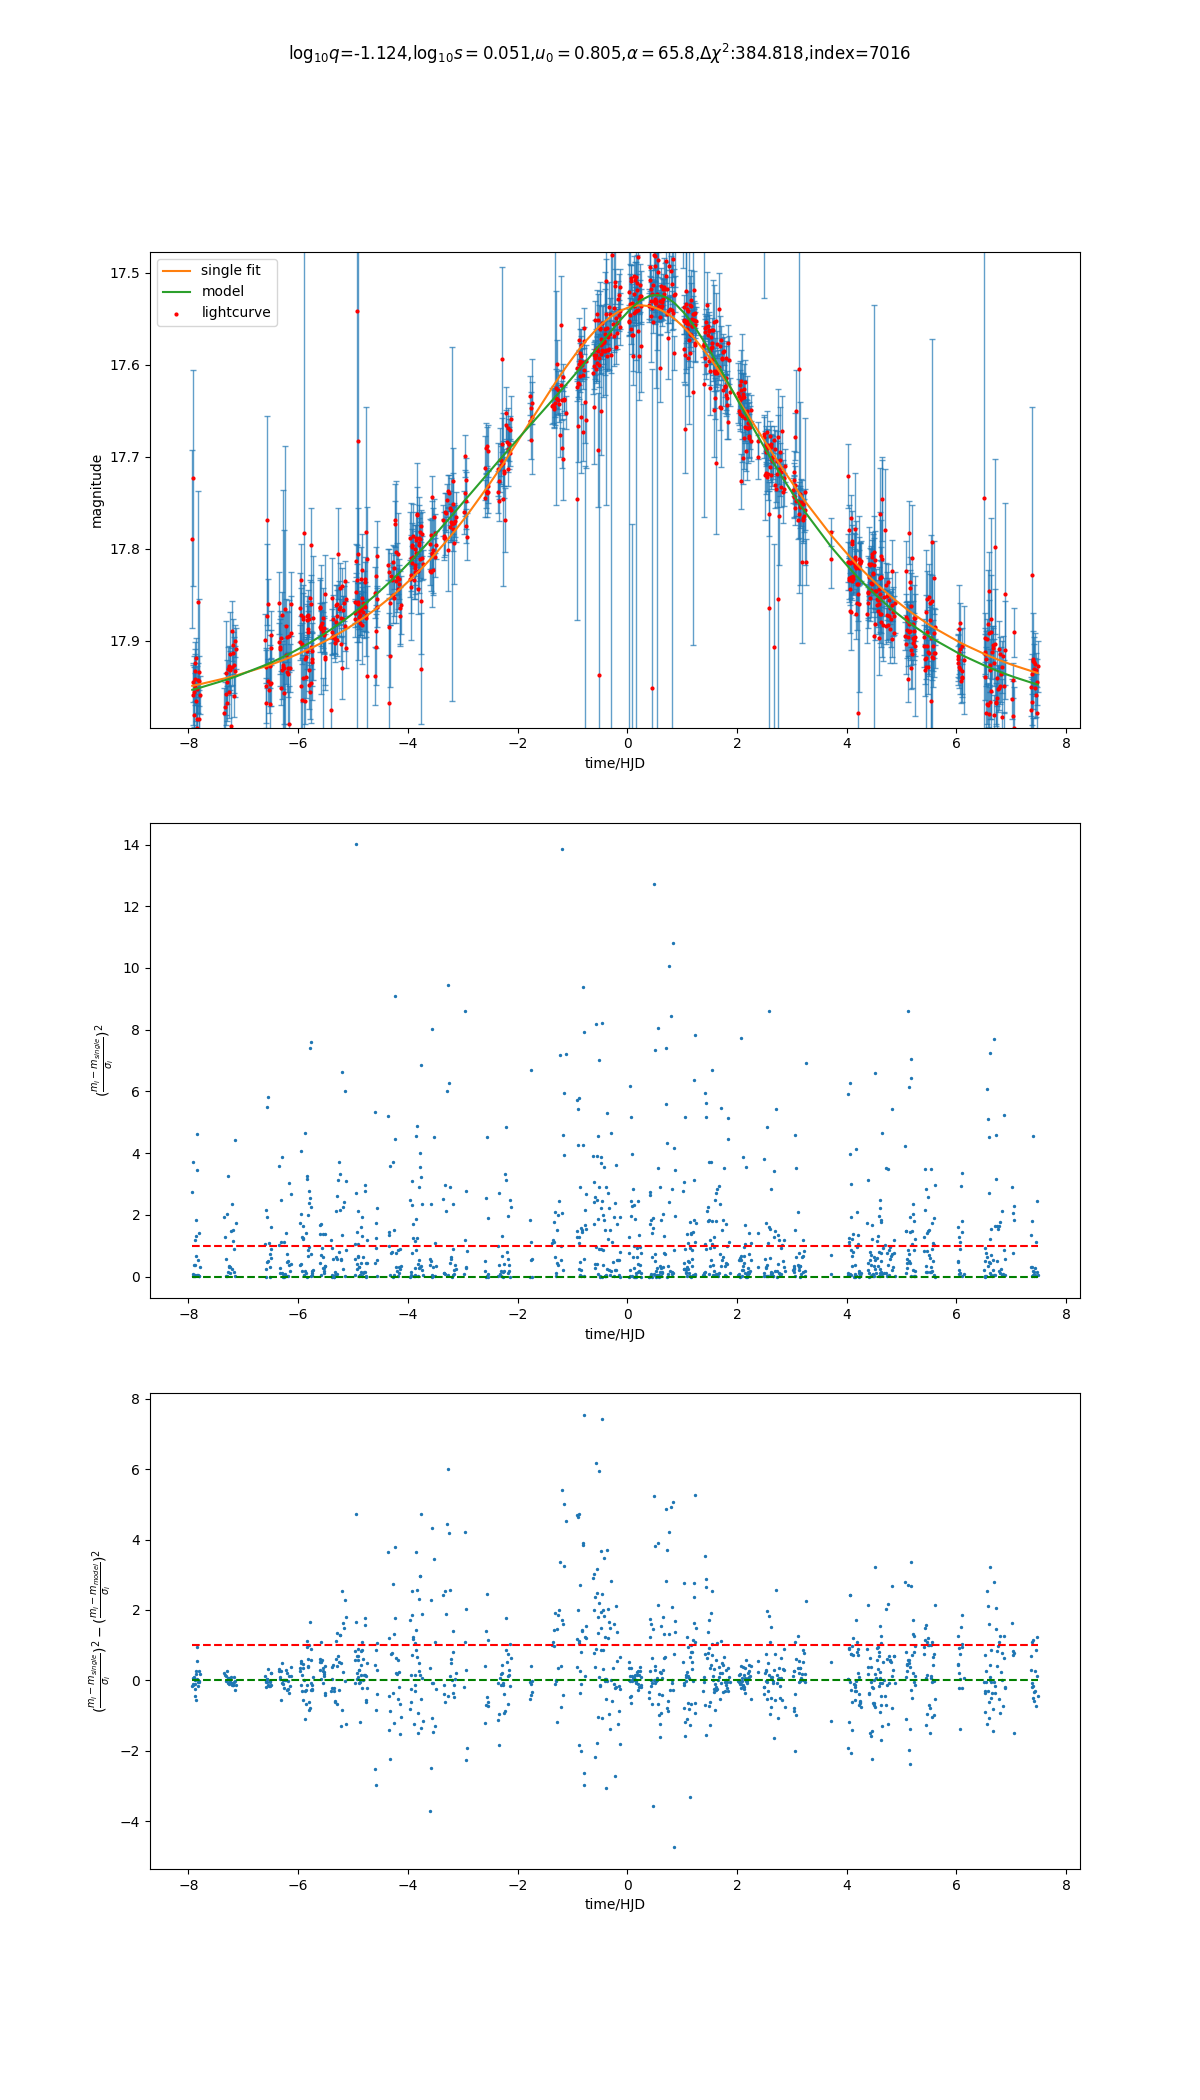 log₁₀q=-1.124,log₁₀s = 0.051,u₀ = 0.805,α = 65.8,Δχ²:384.818,index=7016
single fit
model
lightcurve
17.5
17.6
17.7
17.8
17.9
magnitude
−8 −6 −4 −2 0 2 4 6 8
time/HJD
14
12
10
8
6
4
2
0
(mᵢ − m_single / σᵢ)²
−8 −6 −4 −2 0 2 4 6 8
time/HJD
8
6
4
2
0
−2
−4
(mᵢ − m_single / σᵢ)² − (mᵢ − m_model / σᵢ)²
−8 −6 −4 −2 0 2 4 6 8
time/HJD